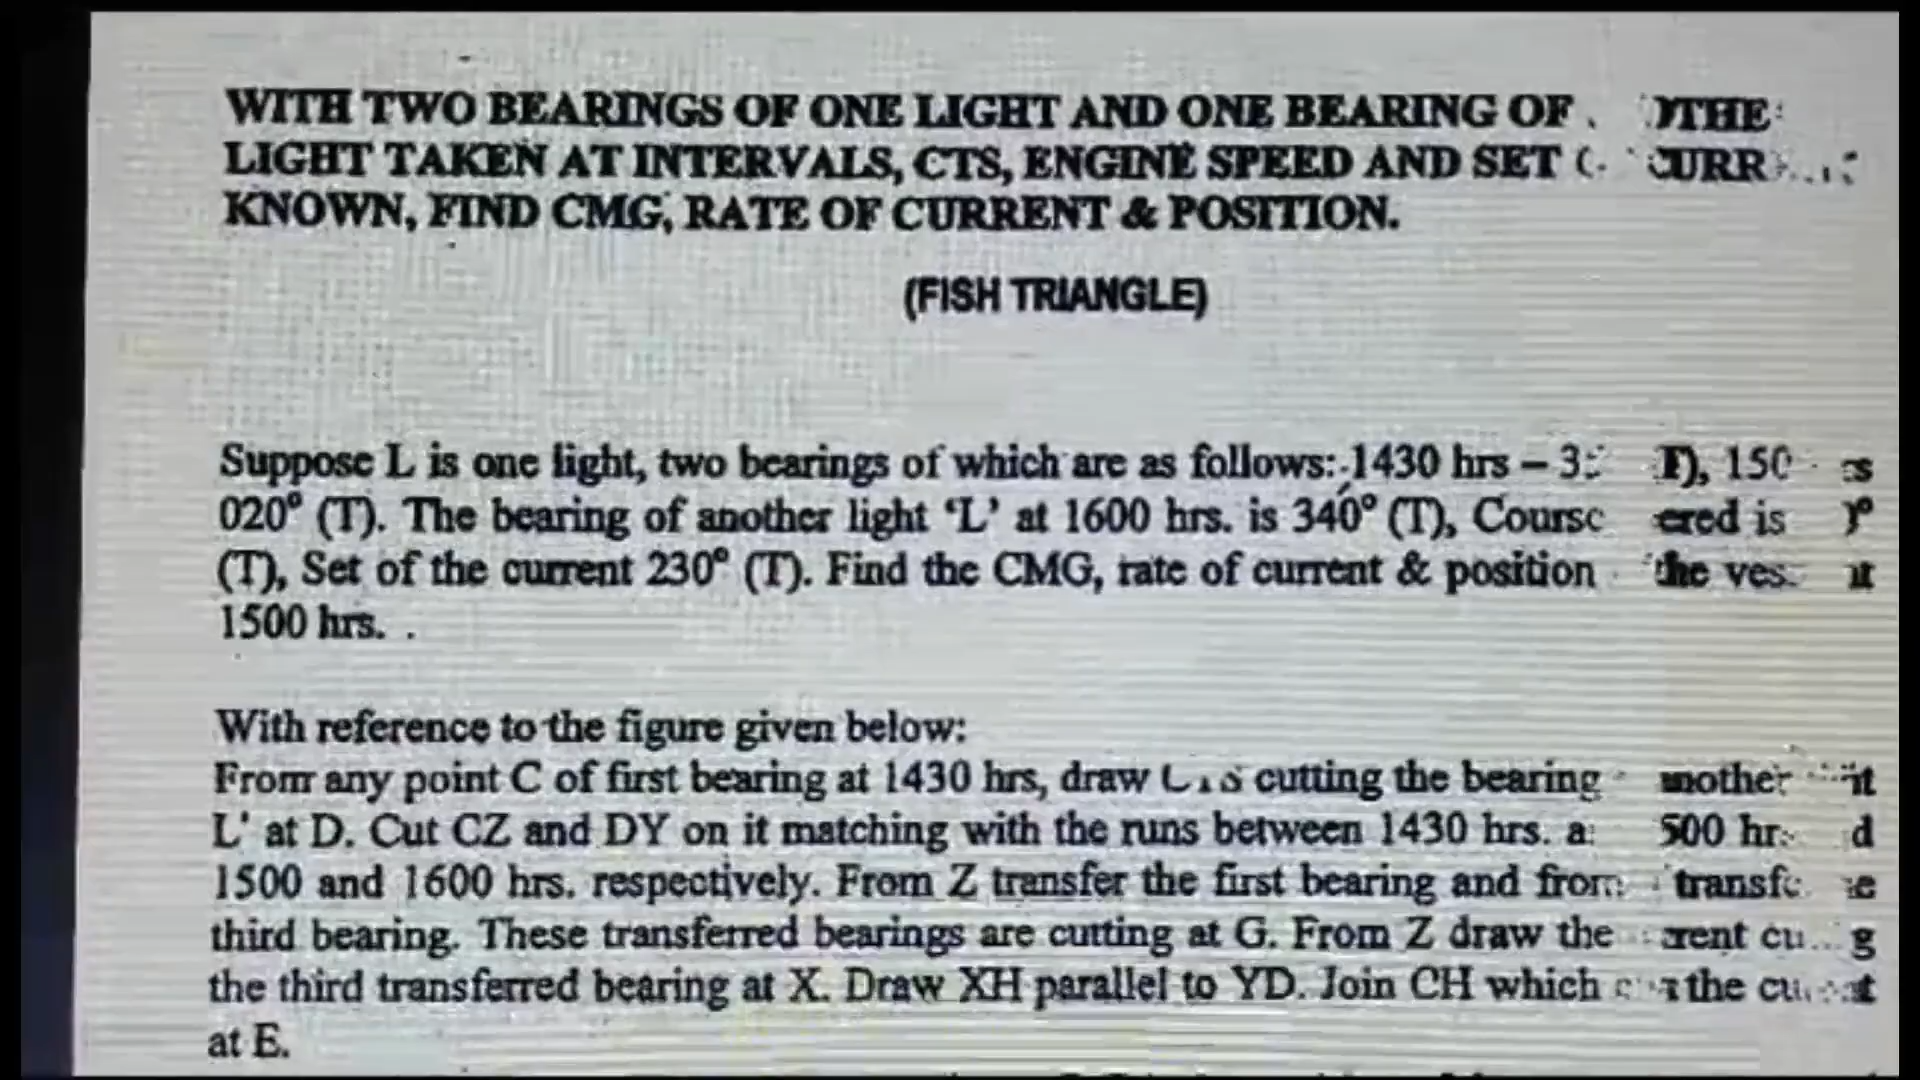 WITH TWO BEARINGS OF ONE LIGHT AND ONE BEARING OF
LIGHT TAKEN AT INTERVALS, CTS, ENGINE SPEED AND SET
KNOWN, FIND CMG, RATE OF CURRENT & POSITION.
(FISH TRIANGLE)
Suppose L is one light, two bearings of which are as follows: 1430 hrs –
020° (T). The bearing of another light 'L' at 1600 hrs. is 340° (T), is
(T), Set of the current 230° (T). Find the CMG, rate of current & position the
1500 hrs. .
With reference to the figure given below:
From any point C of first bearing at 1430 hrs, draw cutting the bearing
L' at D. Cut CZ and DY on it matching with the runs between 1430 hrs.
1500 and 1600 hrs. respectively. From Z transfer the first bearing and
third bearing. These transferred bearings are cutting at G. From Z draw the
the third transferred bearing at X. Draw XH parallel to YD. Join CH which the
at E.